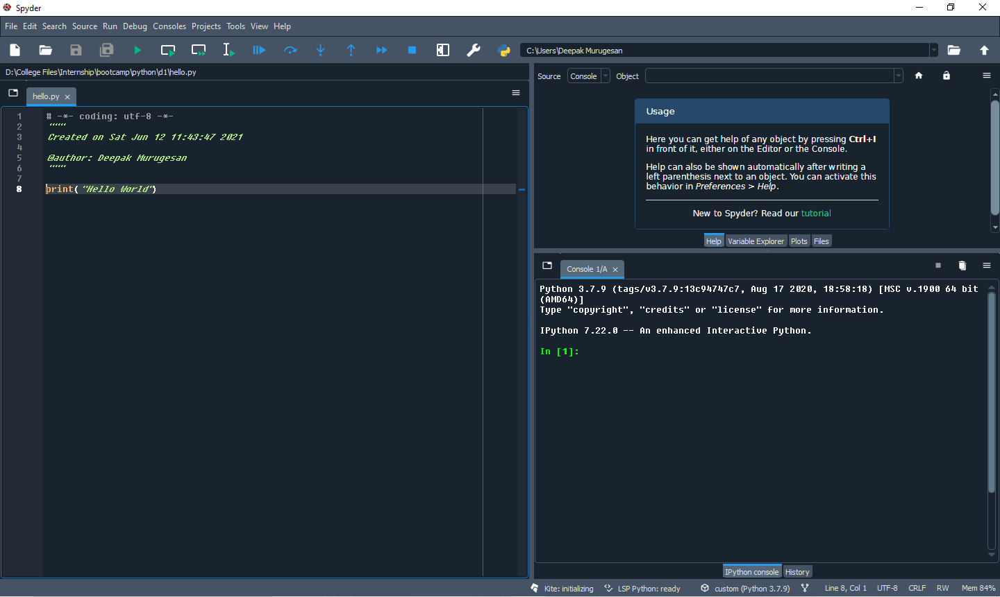 Spyder
File Edit Search Source Run Debug Consoles Projects Tools View Help
C:\Users\Deepak Murugesan
D:\College Files\Internship\bootcamp\python\d1\hello.py
hello.py
1 # -*- coding: utf-8 -*-
2 """
3 Created on Sat Jun 12 11:43:47 2021
4
5 @author: Deepak Murugesan
6 """
7
8 print("Hello World")
Source Console Object
Usage
Here you can get help of any object by pressing Ctrl+I
in front of it, either on the Editor or the Console.
Help can also be shown automatically after writing a
left parenthesis next to an object. You can activate this
behavior in Preferences > Help.
New to Spyder? Read our tutorial
Help Variable Explorer Plots Files
Console 1/A
Python 3.7.9 (tags/v3.7.9:13c94747c7, Aug 17 2020, 18:58:18) [MSC v.1900 64 bit
(AMD64)]
Type "copyright", "credits" or "license" for more information.
IPython 7.22.0 -- An enhanced Interactive Python.
In [1]:
IPython console History
Kite: initializing LSP Python: ready custom (Python 3.7.9) Line 8, Col 1 UTF-8 CRLF RW Mem 84%